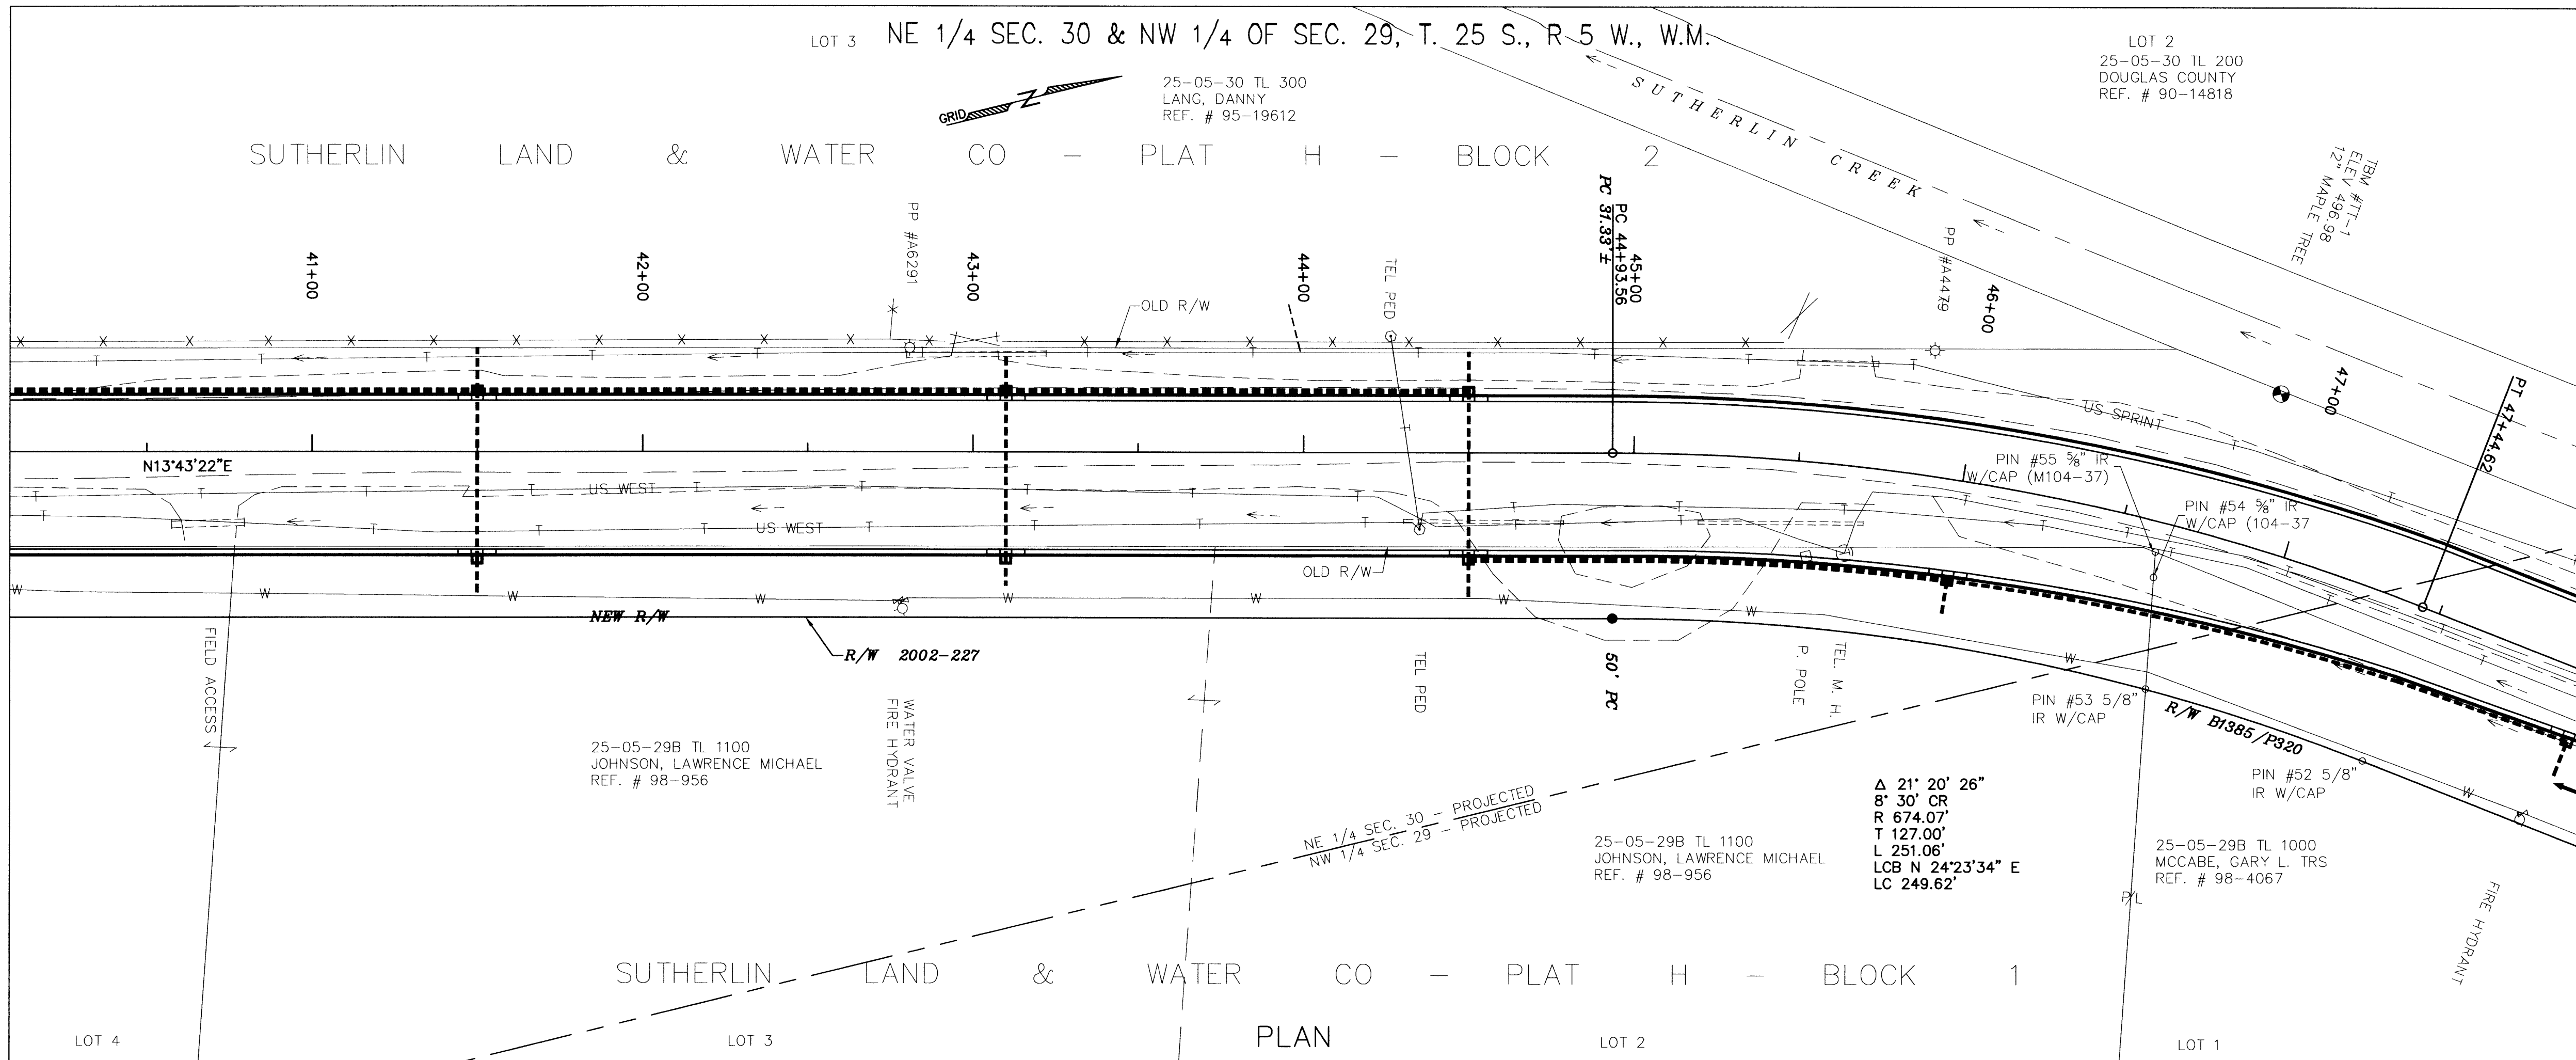 NE 1/4 SEC. 30 & NW 1/4 OF SEC. 29, T. 25 S., R 5 W., W.M.
LOT 3
LOT 2
25-05-30 TL 200
DOUGLAS COUNTY
REF. # 90-14818
GRID N
25-05-30 TL 300
LANG, DANNY
REF. # 95-19612
SUTHERLIN CREEK
SUTHERLIN LAND & WATER CO - PLAT H - BLOCK 2
TBM #TT-1
ELEV 496.98
12" MAPLE TREE
41+00
42+00
PP #A6291
43+00
44+00
TEL PED
PC 31.33'±
PC 44+93.56
45+00
PP #A4479
46+00
47+00
PT 47+44.62
OLD R/W
US SPRINT
N13°43'22"E
US WEST
US WEST
PIN #55 ⅝" IR
W/CAP (M104-37)
PIN #54 ⅝" IR
W/CAP (104-37
OLD R/W
NEW R/W
R/W 2002-227
FIELD ACCESS
WATER VALVE
FIRE HYDRANT
TEL PED
50' PC
P. POLE
TEL. M. H.
PIN #53 5/8"
IR W/CAP
R/W B1385/P320
PIN #52 5/8"
IR W/CAP
25-05-29B TL 1100
JOHNSON, LAWRENCE MICHAEL
REF. # 98-956
NE 1/4 SEC. 30 - PROJECTED
NW 1/4 SEC. 29 - PROJECTED
25-05-29B TL 1100
JOHNSON, LAWRENCE MICHAEL
REF. # 98-956
Δ 21° 20' 26"
8° 30' CR
R 674.07'
T 127.00'
L 251.06'
LCB N 24°23'34" E
LC 249.62'
25-05-29B TL 1000
MCCABE, GARY L. TRS
REF. # 98-4067
P/L
FIRE HYDRANT
SUTHERLIN LAND & WATER CO - PLAT H - BLOCK 1
LOT 4
LOT 3
PLAN
LOT 2
LOT 1